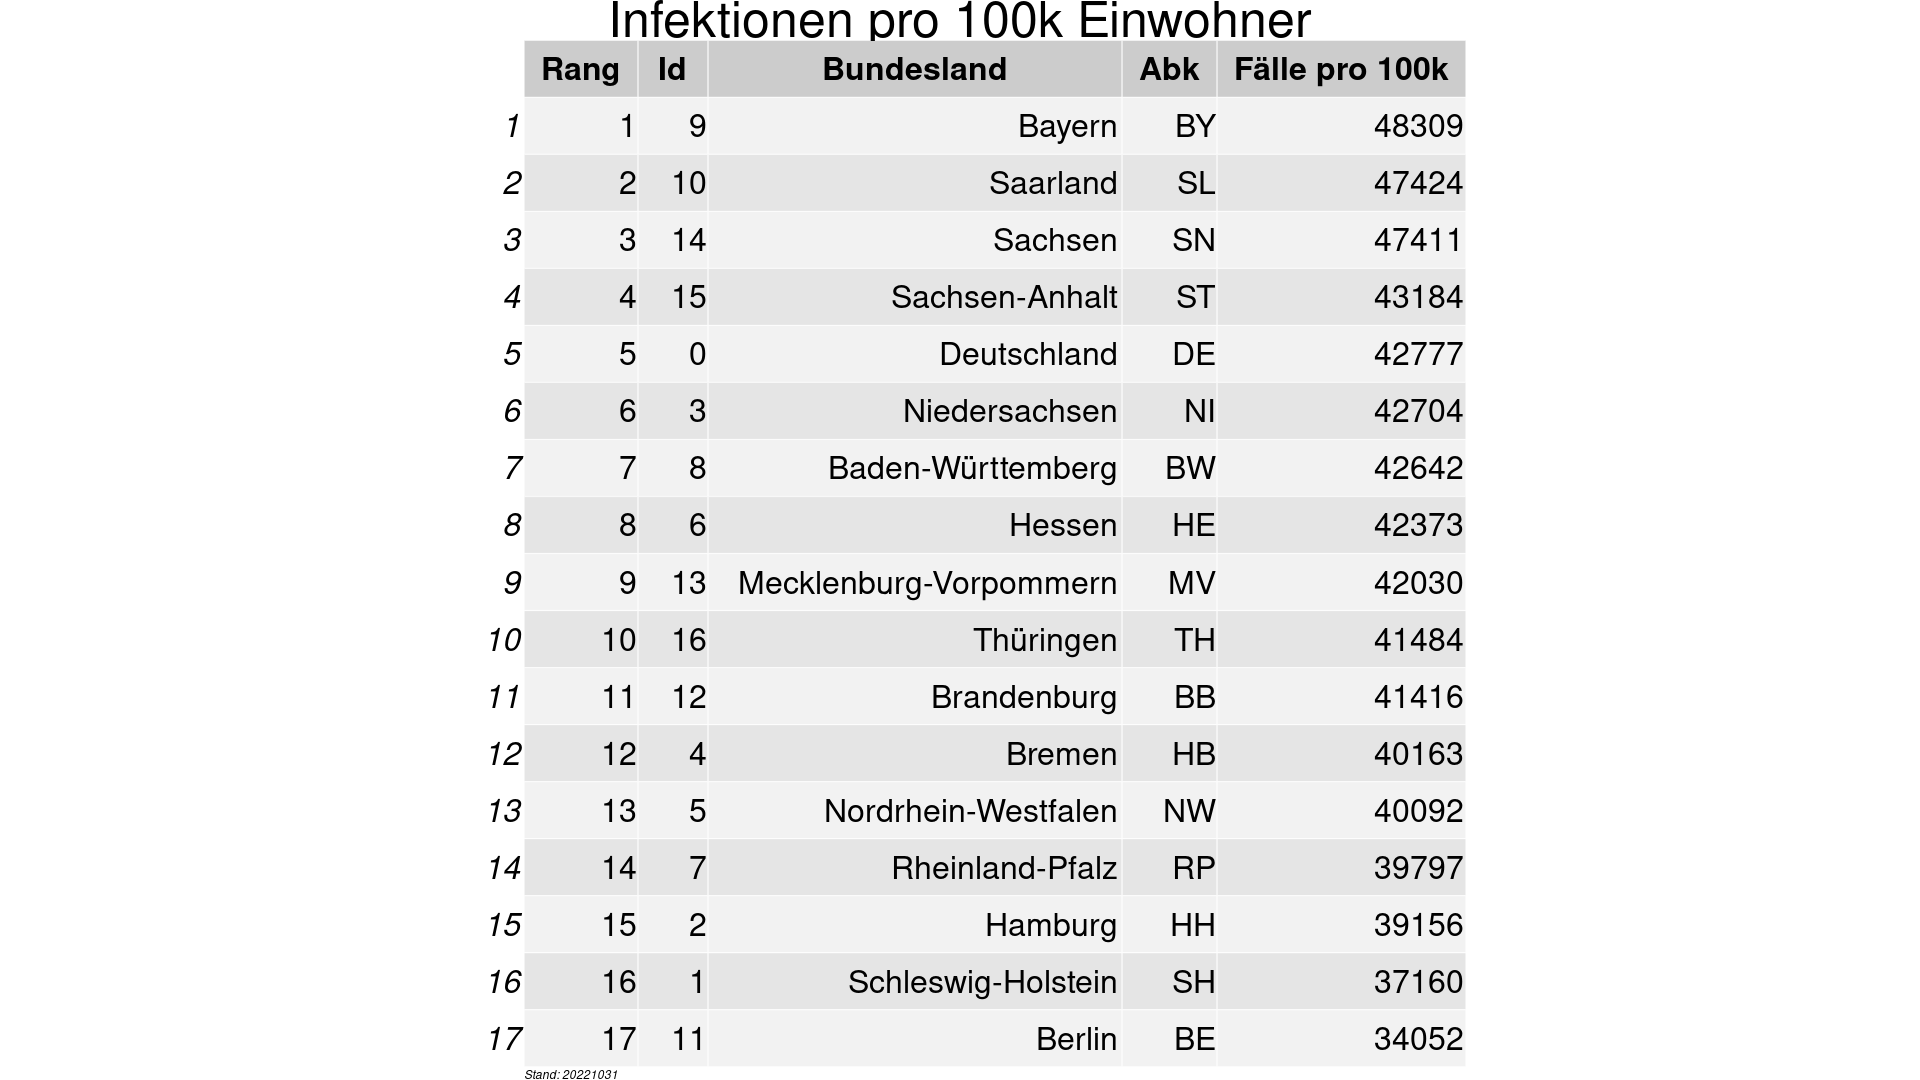 Infektionen pro 100k Einwohner
Rang Id Bundesland Abk Fälle pro 100k
1 1 9 Bayern BY 48309
2 2 10 Saarland SL 47424
3 3 14 Sachsen SN 47411
4 4 15 Sachsen-Anhalt ST 43184
5 5 0 Deutschland DE 42777
6 6 3 Niedersachsen NI 42704
7 7 8 Baden-Württemberg BW 42642
8 8 6 Hessen HE 42373
9 9 13 Mecklenburg-Vorpommern MV 42030
10 10 16 Thüringen TH 41484
11 11 12 Brandenburg BB 41416
12 12 4 Bremen HB 40163
13 13 5 Nordrhein-Westfalen NW 40092
14 14 7 Rheinland-Pfalz RP 39797
15 15 2 Hamburg HH 39156
16 16 1 Schleswig-Holstein SH 37160
17 17 11 Berlin BE 34052
Stand: 20221031